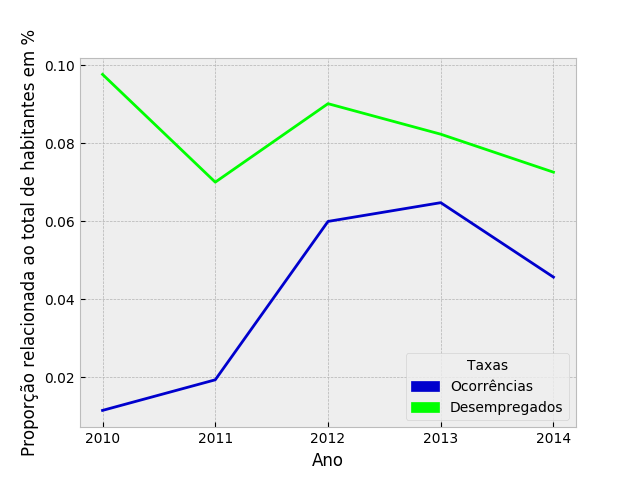 Proporção relacionada ao total de habitantes em %
0.10
0.08
0.06
0.04
0.02
2010 2011 2012 2013 2014
Ano
Taxas
Ocorrências
Desempregados